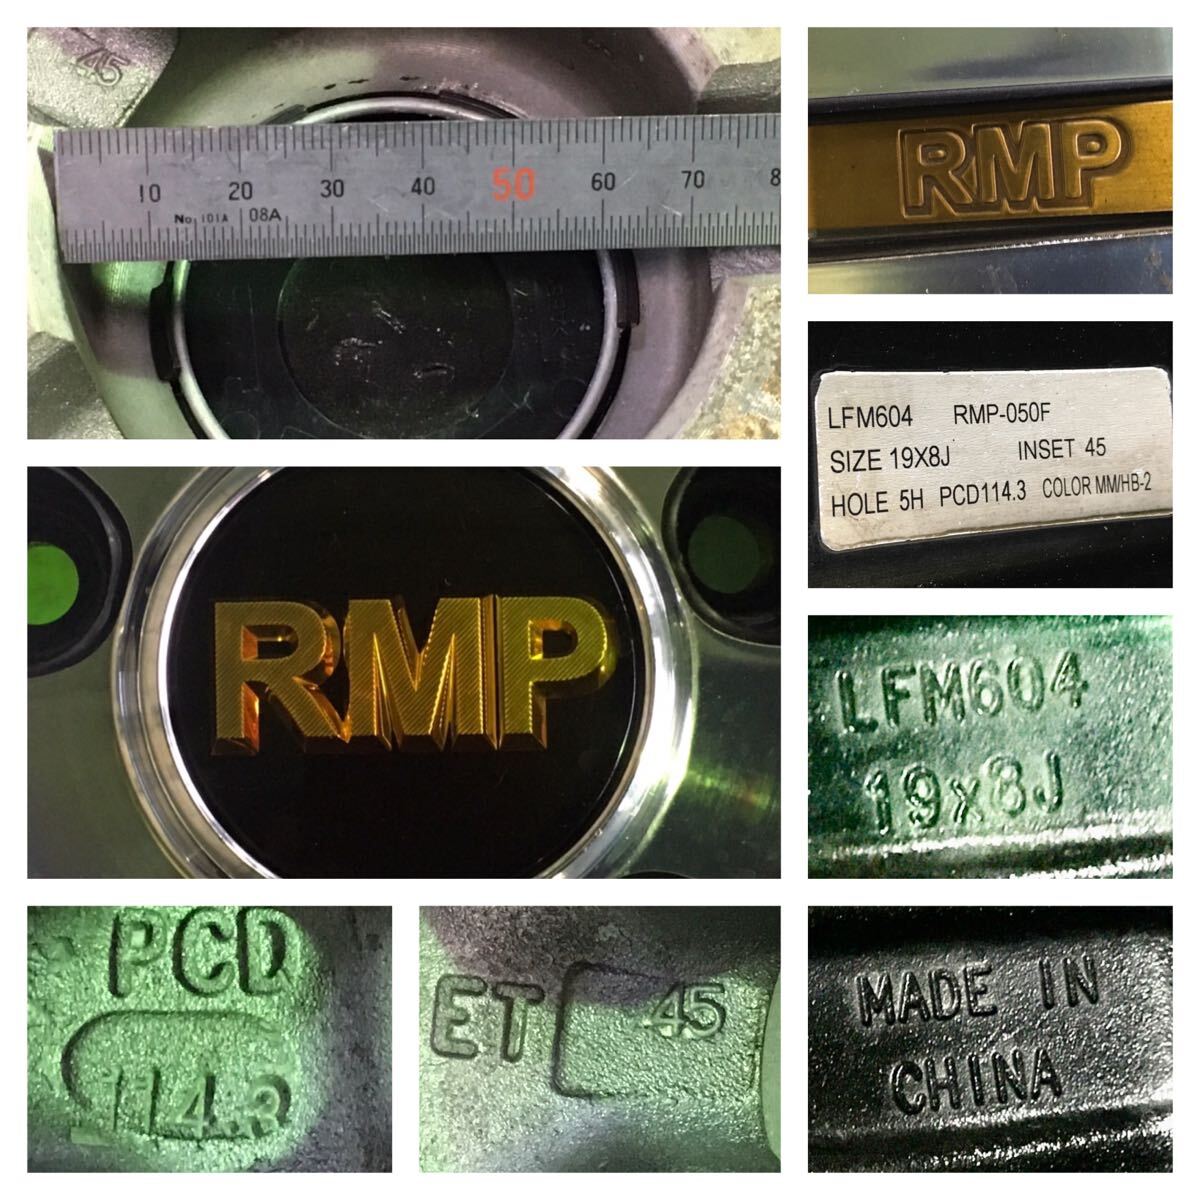 45
10 20 30 40 50 60 70 8
No. 101A 08A
RMP
LFM604 RMP-050F
SIZE 19X8J INSET 45
HOLE 5H PCD114.3 COLOR MM/HB-2
RMP
LFM604
19x8J
PCD
114.3
ET 45
MADE IN
CHINA